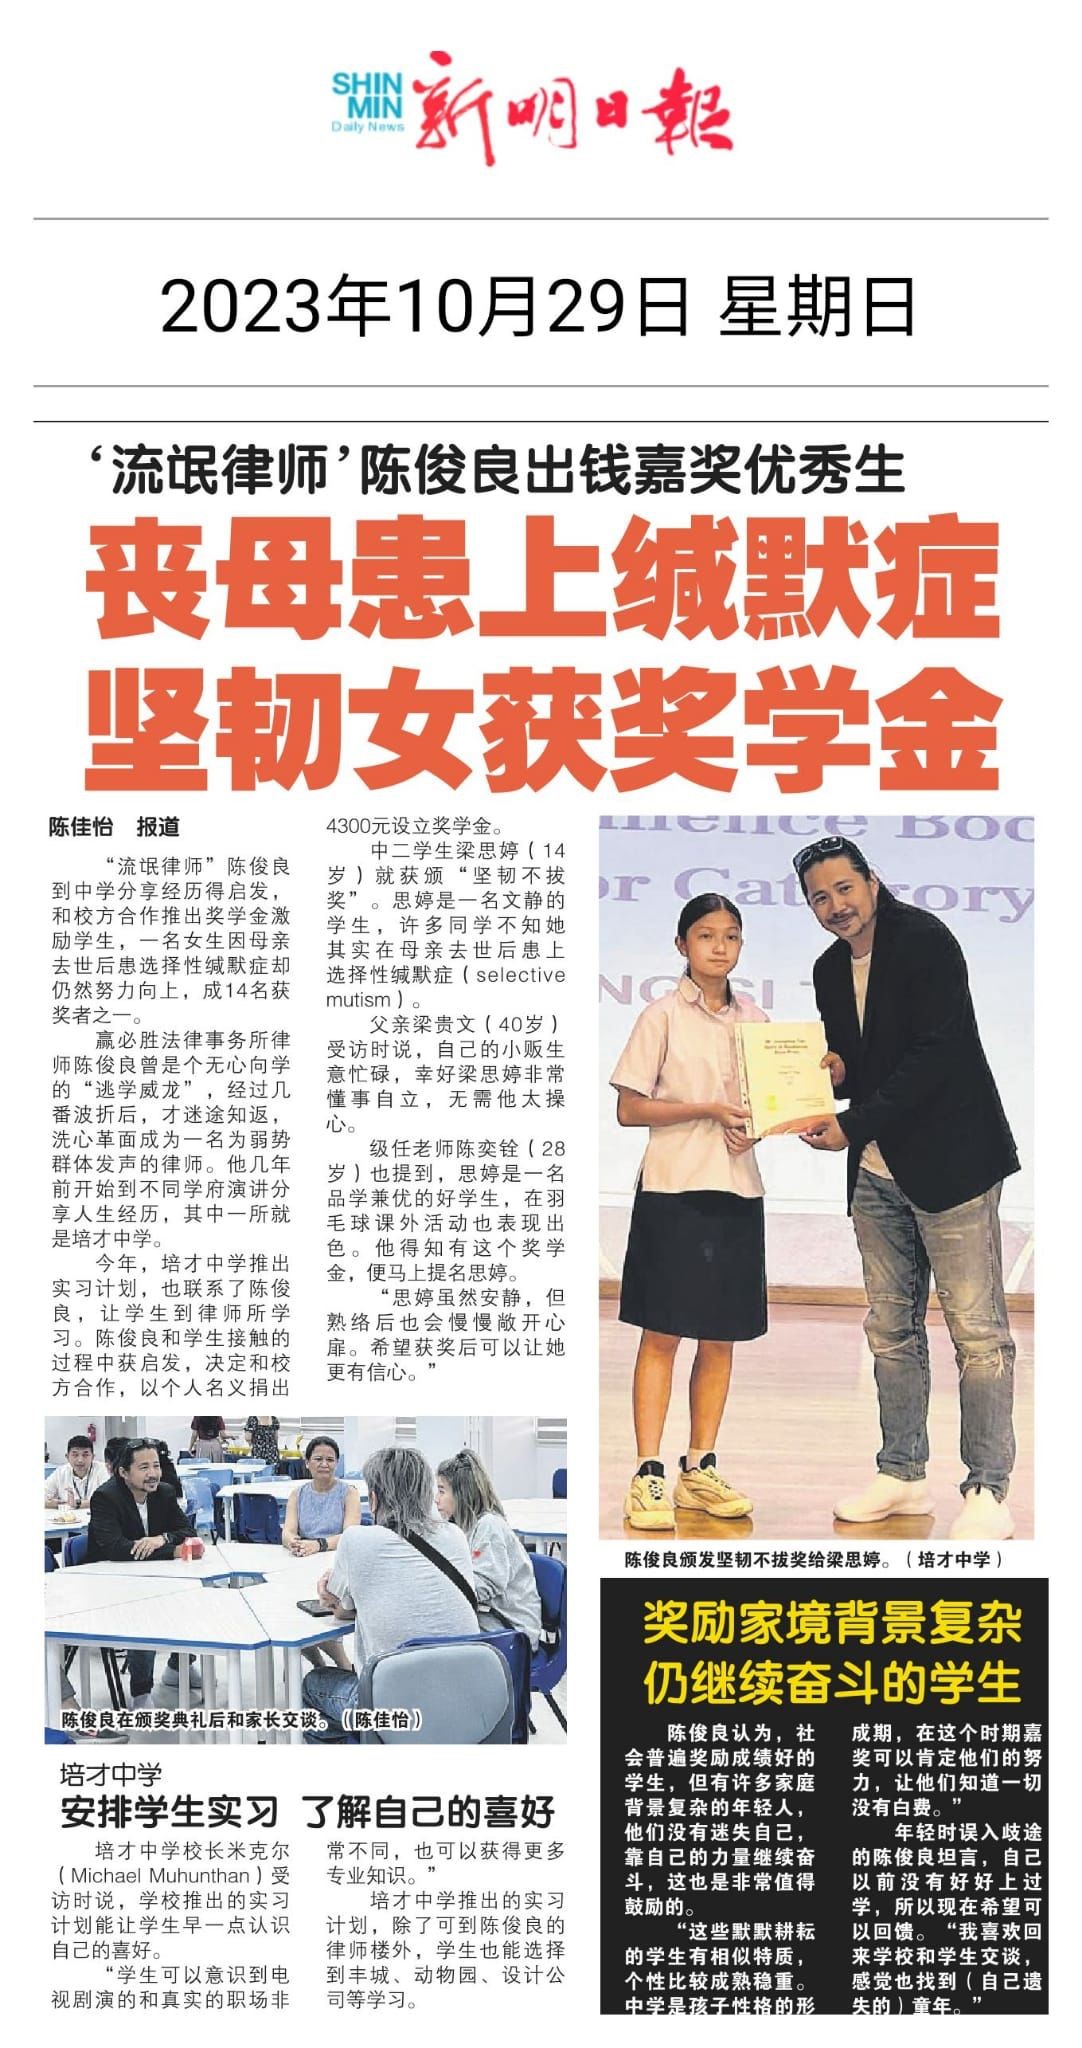 SHIN
MIN
Daily News
新明日報
2023年10月29日 星期日
‘流氓律师’陈俊良出钱嘉奖优秀生
丧母患上缄默症
坚韧女获奖学金
陈佳怡 报道
“流氓律师”陈俊良
到中学分享经历得启发，
和校方合作推出奖学金激
励学生，一名女生因母亲
去世后患选择性缄默症却
仍然努力向上，成14名获
奖者之一。
赢必胜法律事务所律
师陈俊良曾是个无心向学
的“逃学威龙”，经过几
番波折后，才迷途知返，
洗心革面成为一名为弱势
群体发声的律师。他几年
前开始到不同学府演讲分
享人生经历，其中一所就
是培才中学。
今年，培才中学推出
实习计划，也联系了陈俊
良，让学生到律师所学
习。陈俊良和学生接触的
过程中获启发，决定和校
方合作，以个人名义捐出
4300元设立奖学金。
中二学生梁思婷（14
岁）就获颁“坚韧不拔
奖”。思婷是一名文静的
学生，许多同学不知她
其实在母亲去世后患上
选择性缄默症（selective
mutism）。
父亲梁贵文（40岁）
受访时说，自己的小贩生
意忙碌，幸好梁思婷非常
懂事自立，无需他太操
心。
级任老师陈奕铨（28
岁）也提到，思婷是一名
品学兼优的好学生，在羽
毛球课外活动也表现出
色。他得知有这个奖学
金，便马上提名思婷。
“思婷虽然安静，但
熟络后也会慢慢敞开心
扉。希望获奖后可以让她
更有信心。”
陈俊良颁发坚韧不拔奖给梁思婷。（培才中学）
陈俊良在颁奖典礼后和家长交谈。（陈佳怡）
培才中学
安排学生实习 了解自己的喜好
培才中学校长米克尔
（Michael Muhunthan）受
访时说，学校推出的实习
计划能让学生早一点认识
自己的喜好。
“学生可以意识到电
视剧演的和真实的职场非
常不同，也可以获得更多
专业知识。”
培才中学推出的实习
计划，除了可到陈俊良的
律师楼外，学生也能选择
到丰城、动物园、设计公
司等学习。
奖励家境背景复杂
仍继续奋斗的学生
陈俊良认为，社
会普遍奖励成绩好的
学生，但有许多家庭
背景复杂的年轻人，
他们没有迷失自己，
靠自己的力量继续奋
斗，这也是非常值得
鼓励的。
“这些默默耕耘
的学生有相似特质，
个性比较成熟稳重。
中学是孩子性格的形
成期，在这个时期嘉
奖可以肯定他们的努
力，让他们知道一切
没有白费。”
年轻时误入歧途
的陈俊良坦言，自己
以前没有好好上过
学，所以现在希望可
以回馈。“我喜欢回
来学校和学生交谈，
感觉也找到（自己遗
失的）童年。”